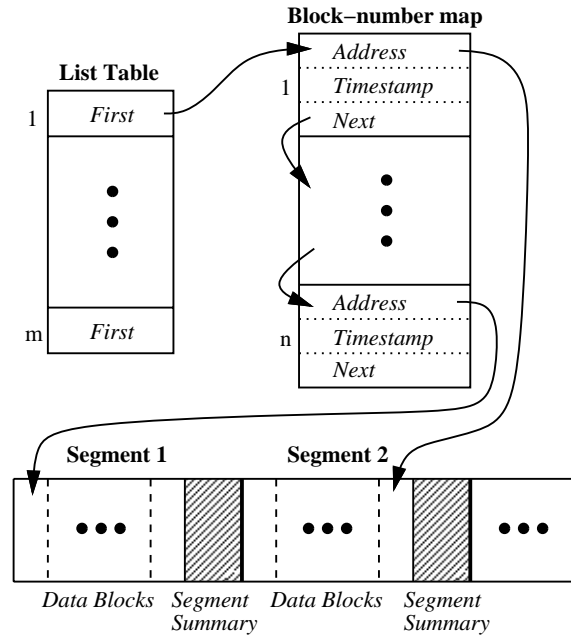 Block−number map
List Table
1
First
m
First
Address
1
Timestamp
Next
Address
n
Timestamp
Next
Segment 1
Segment 2
Data Blocks
Segment
Summary
Data Blocks
Segment
Summary